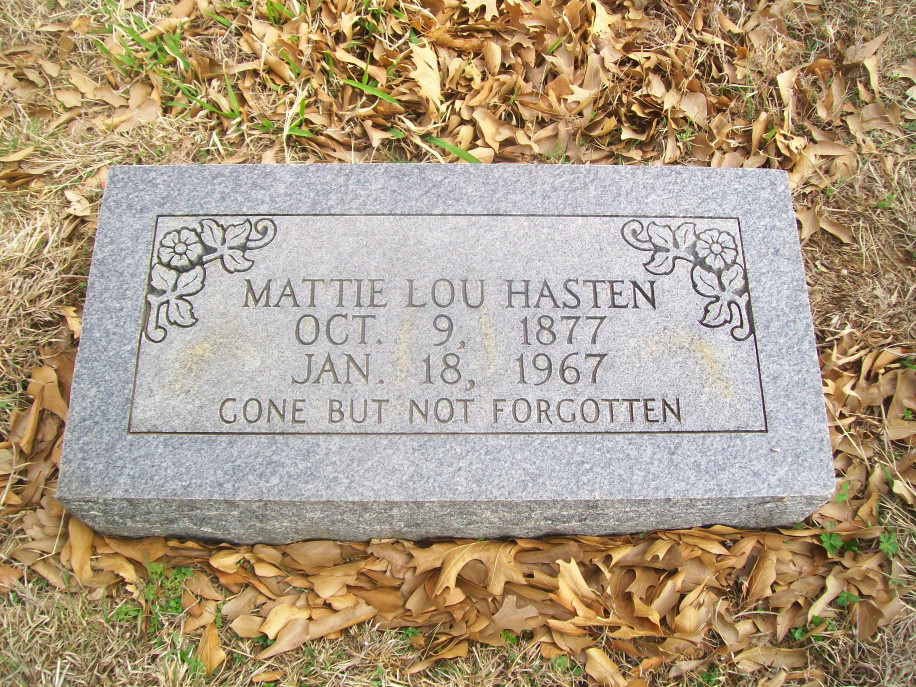 MATTIE LOU HASTEN
OCT. 9, 1877
JAN. 18, 1967
GONE BUT NOT FORGOTTEN